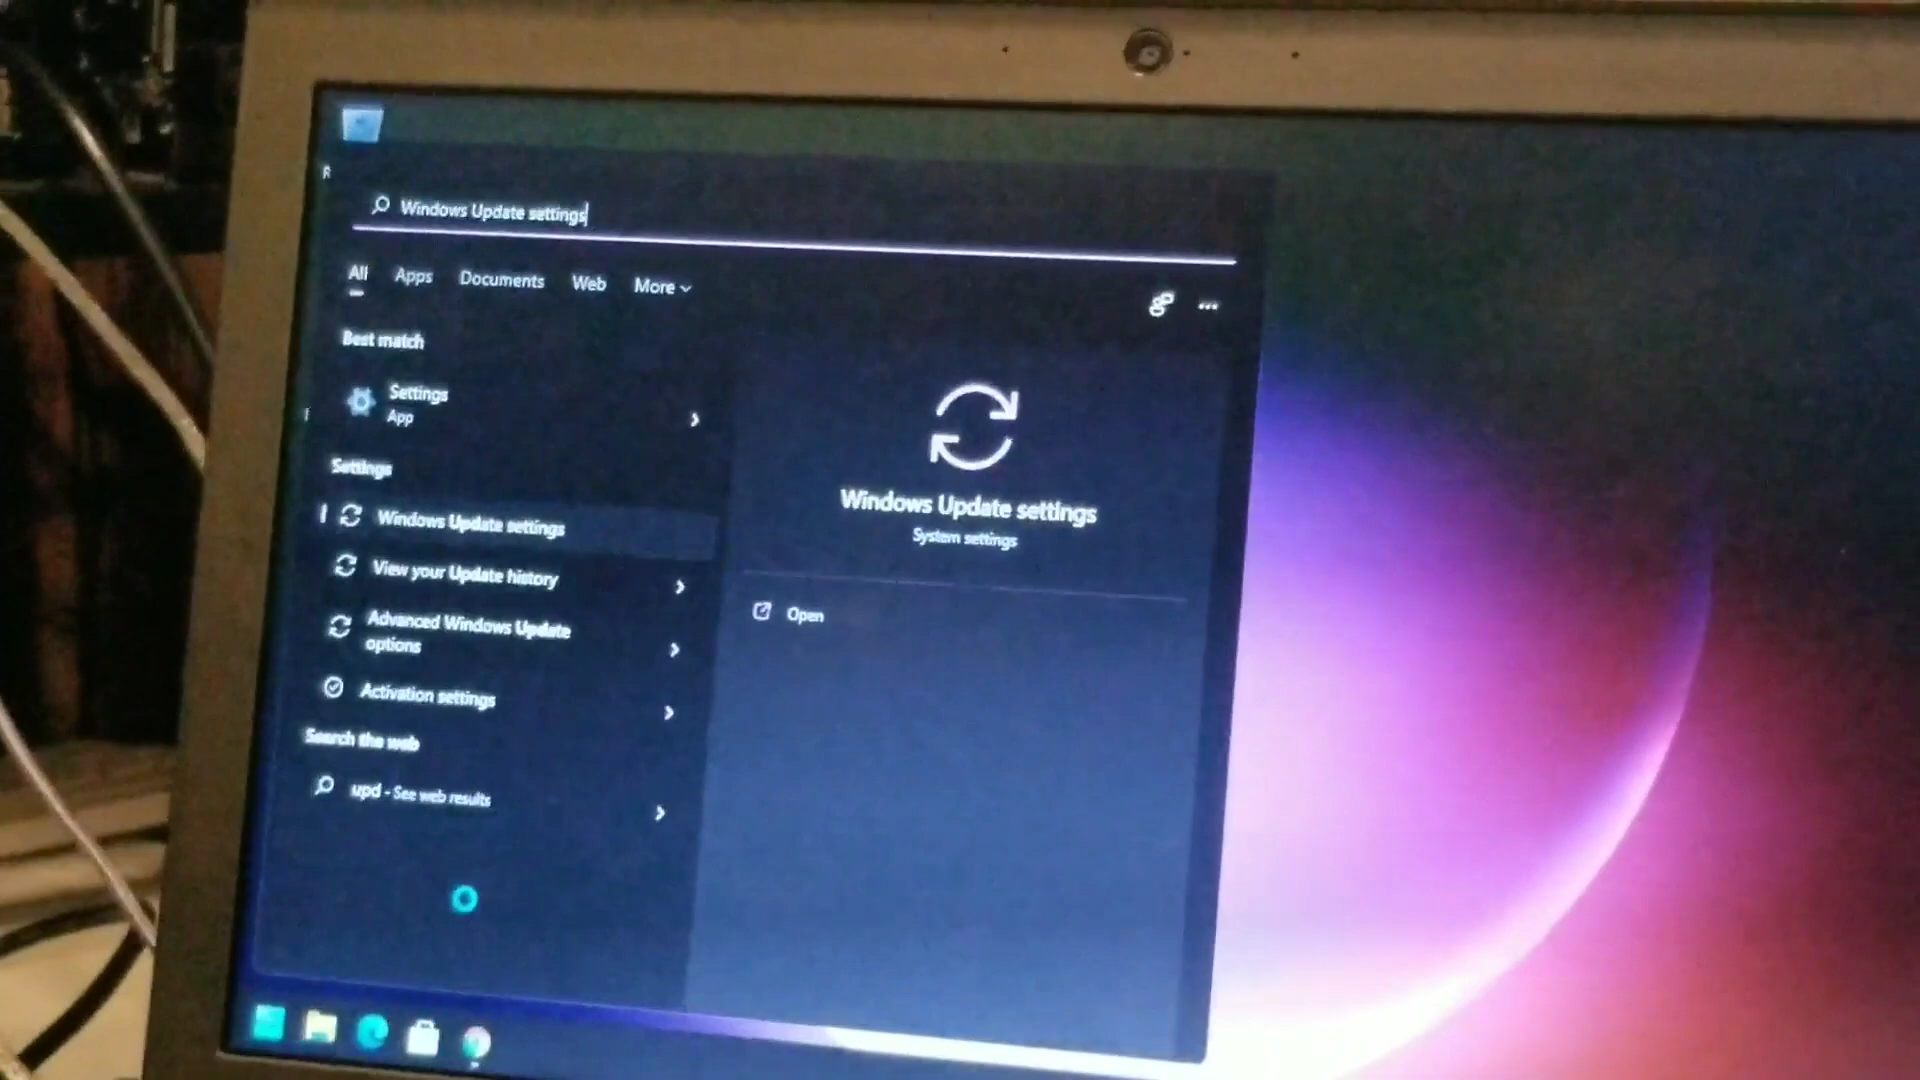 R
Windows Update settings
All Apps Documents Web More
Best match
Settings
App
Settings
Windows Update settings
View your Update history
Advanced Windows Update
options
Activation settings
Search the web
upd - See web results
Windows Update settings
System settings
Open